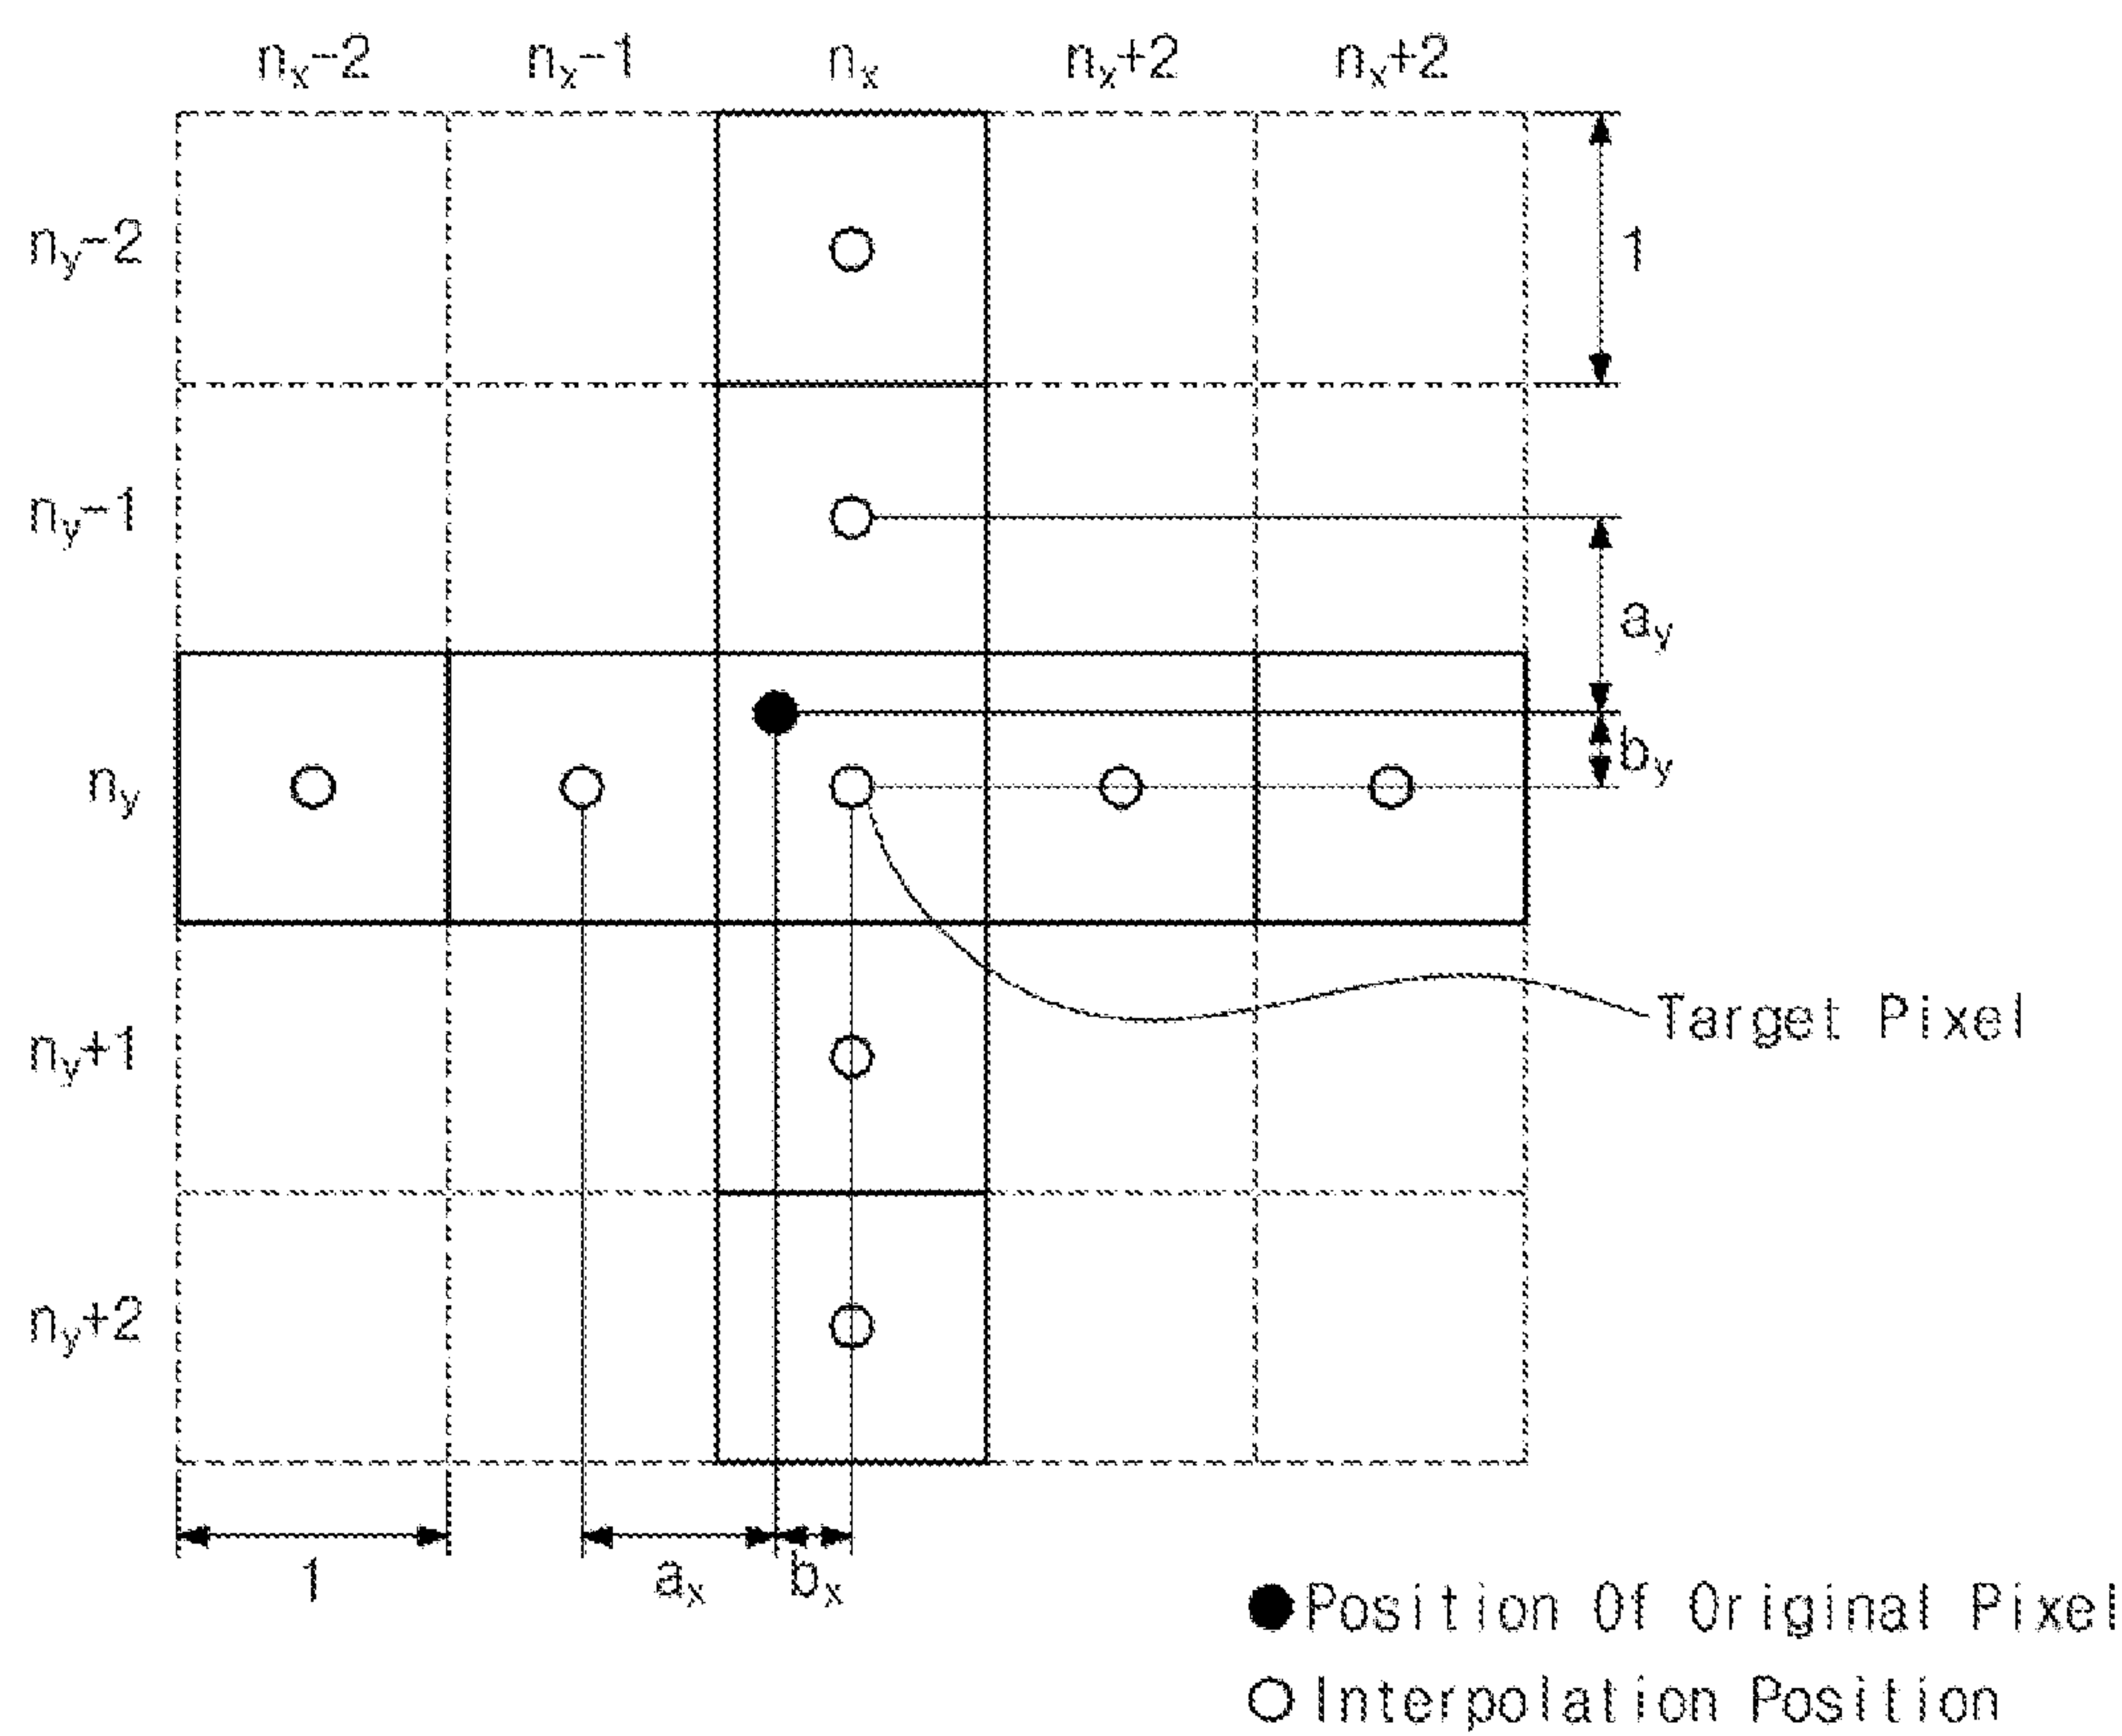 nx-2 nx-1 nx nx+2 nx+2
ny-2
1
ny-1
ay
by
ny
Target Pixel
ny+1
ny+2
1 ax bx
Position Of Original Pixel
Interpolation Position